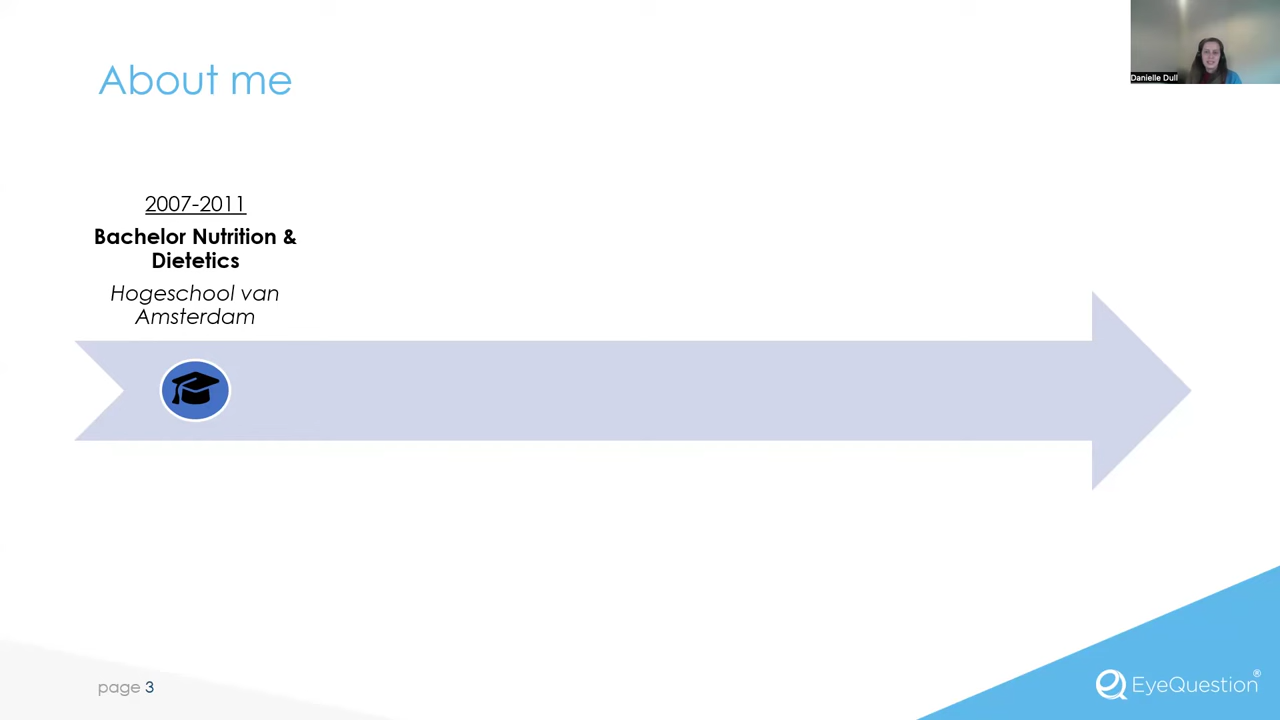 About me
Danielle Dull
2007-2011
Bachelor Nutrition &
Dietetics
Hogeschool van
Amsterdam
page 3
EyeQuestion®